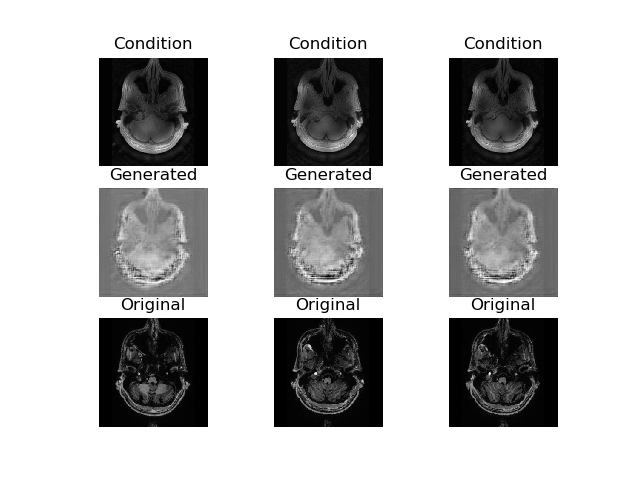 Condition Condition Condition
Generated Generated Generated
Original Original Original